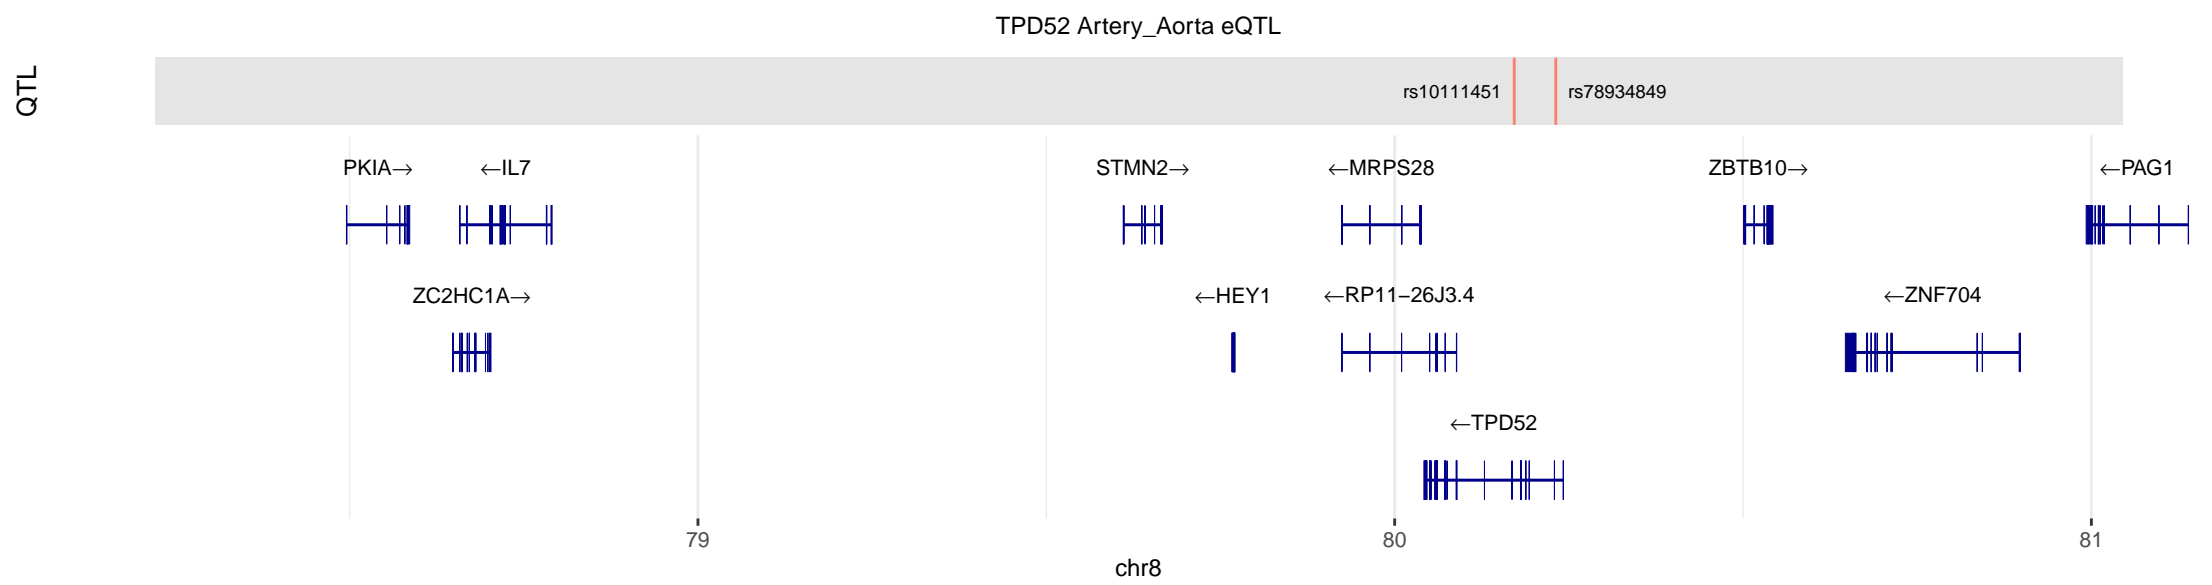 TPD52 Artery_Aorta eQTL
QTL
rs10111451 rs78934849
PKIA→ ←IL7 STMN2→ ←MRPS28 ZBTB10→ ←PAG1
ZC2HC1A→ ←HEY1 ←RP11−26J3.4 ←ZNF704
←TPD52
79 80 81
chr8